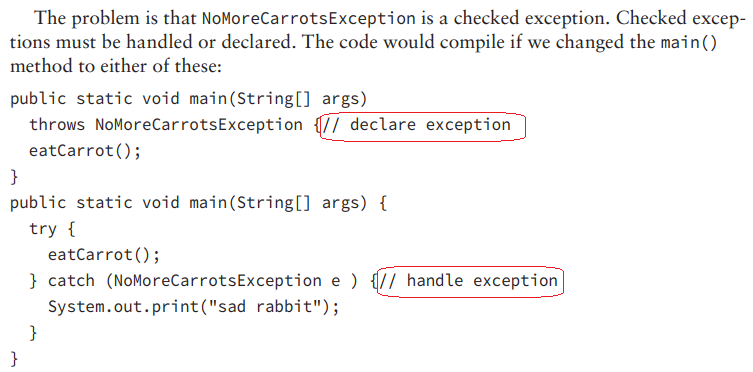 The problem is that NoMoreCarrotsException is a checked exception. Checked excep-
tions must be handled or declared. The code would compile if we changed the main()
method to either of these:
public static void main(String[] args)
throws NoMoreCarrotsException {// declare exception
eatCarrot();
}
public static void main(String[] args) {
try {
eatCarrot();
} catch (NoMoreCarrotsException e ) {// handle exception
System.out.print("sad rabbit");
}
}